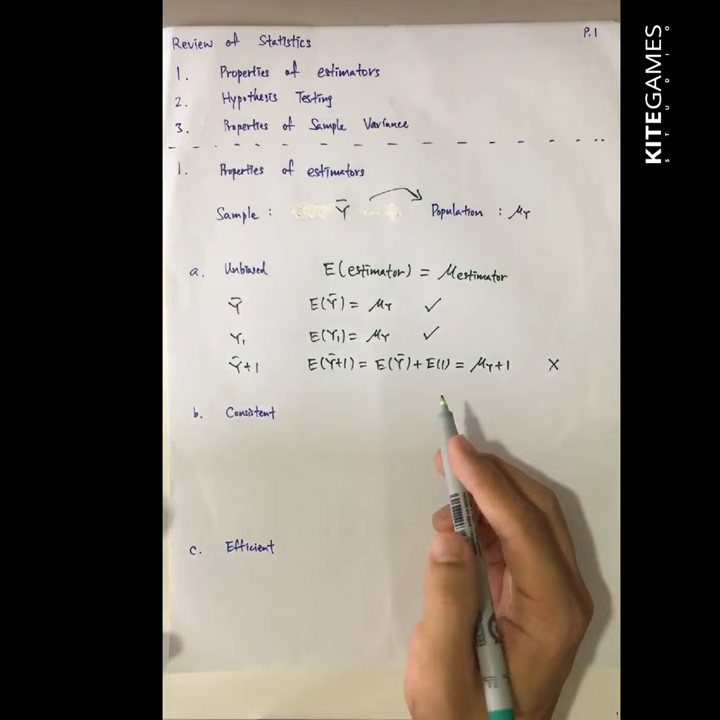 P.1
Review of Statistics
1. Properties of estimators
2. Hypothesis Testing
3. Properties of Sample Variance
1. Properties of estimators
Sample : Ȳ Population : μY
a. Unbiased E(estimator) = μestimator
Ȳ E(Ȳ) = μY ✓
Y₁ E(Y₁) = μY ✓
Ȳ+1 E(Ȳ+1) = E(Ȳ) + E(1) = μY+1 X
b. Consistent
c. Efficient
KITEGAMES
STUDIO